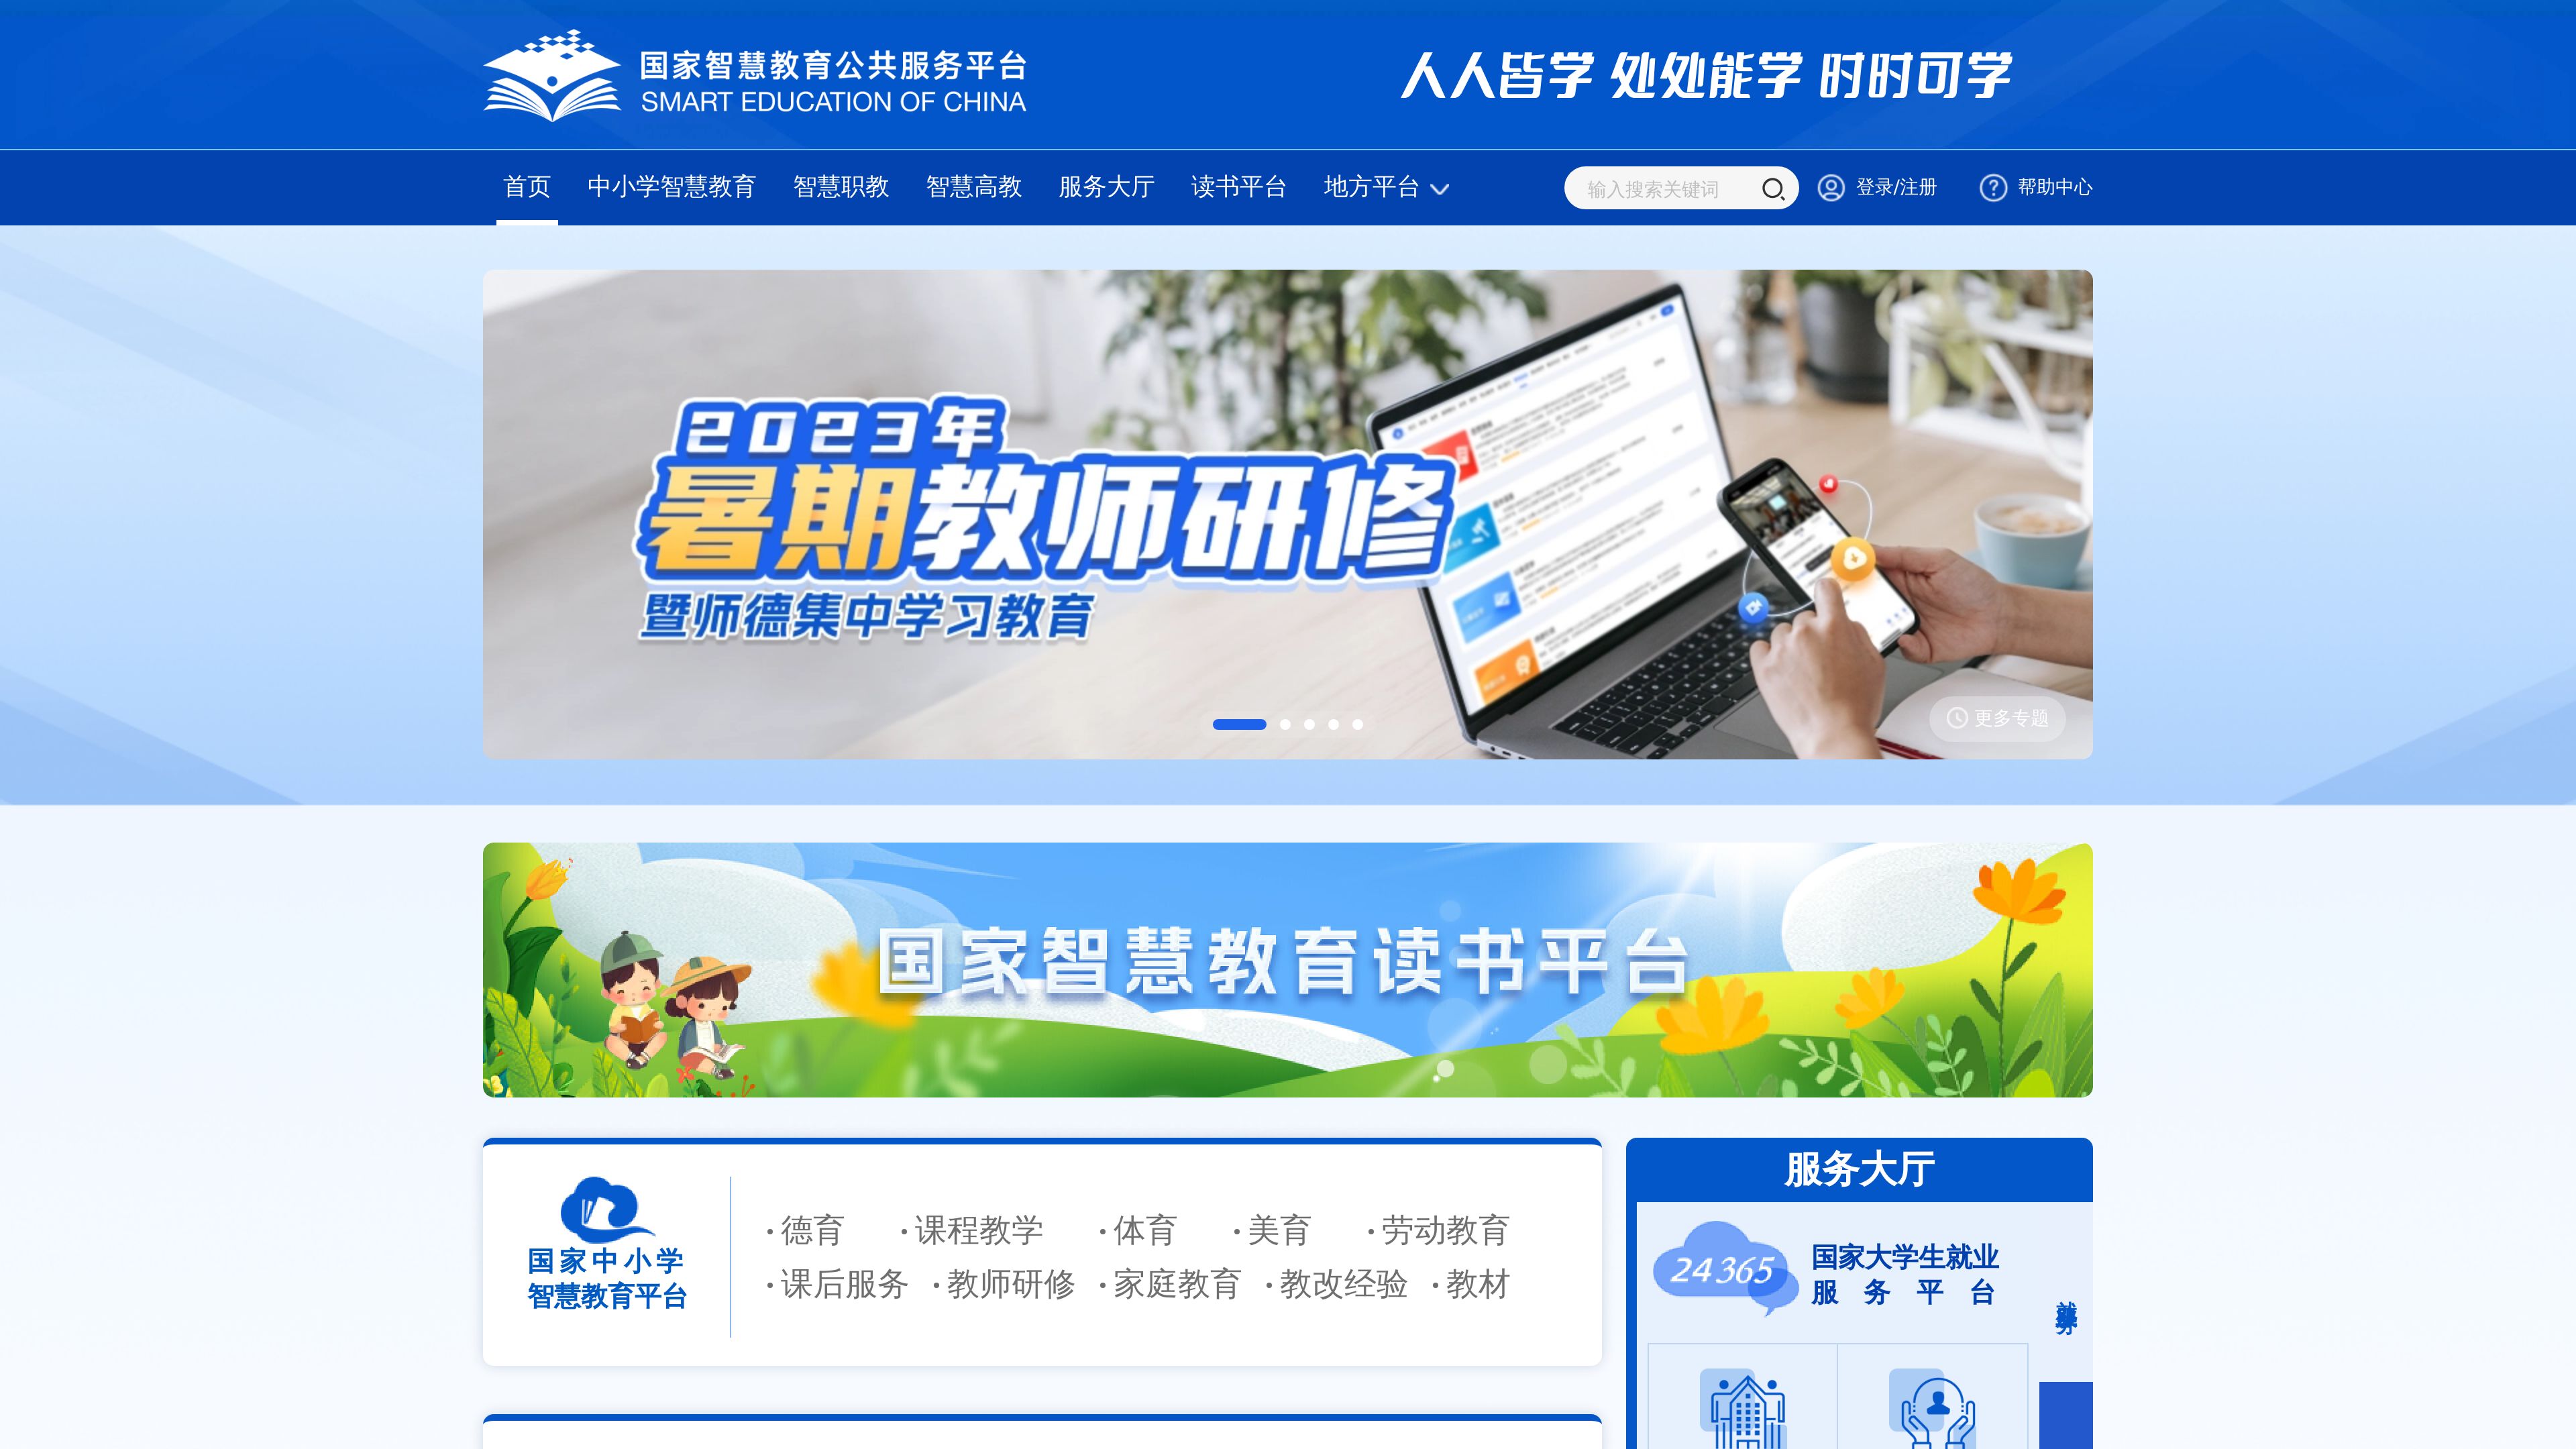 国家智慧教育公共服务平台
SMART EDUCATION OF CHINA
人人皆学 处处能学 时时可学
首页 中小学智慧教育 智慧职教 智慧高教 服务大厅 读书平台 地方平台
输入搜索关键词
登录/注册
帮助中心
2023年
暑期教师研修
暨师德集中学习教育
更多专题
国家智慧教育读书平台
国家中小学
智慧教育平台
·德育 ·课程教学 ·体育 ·美育 ·劳动教育
·课后服务 ·教师研修 ·家庭教育 ·教改经验 ·教材
服务大厅
24365
国家大学生就业
服务平台